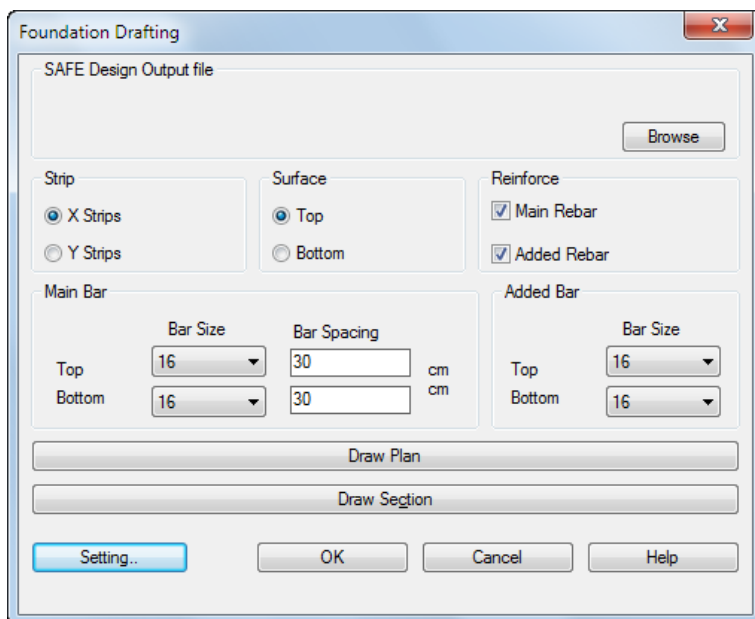 Foundation Drafting
SAFE Design Output file
Browse
Strip
X Strips
Y Strips
Surface
Top
Bottom
Reinforce
Main Rebar
Added Rebar
Main Bar
Bar Size Bar Spacing
Top 16 30 cm
Bottom 16 30 cm
Added Bar
Bar Size
Top 16
Bottom 16
Draw Plan
Draw Section
Setting.. OK Cancel Help